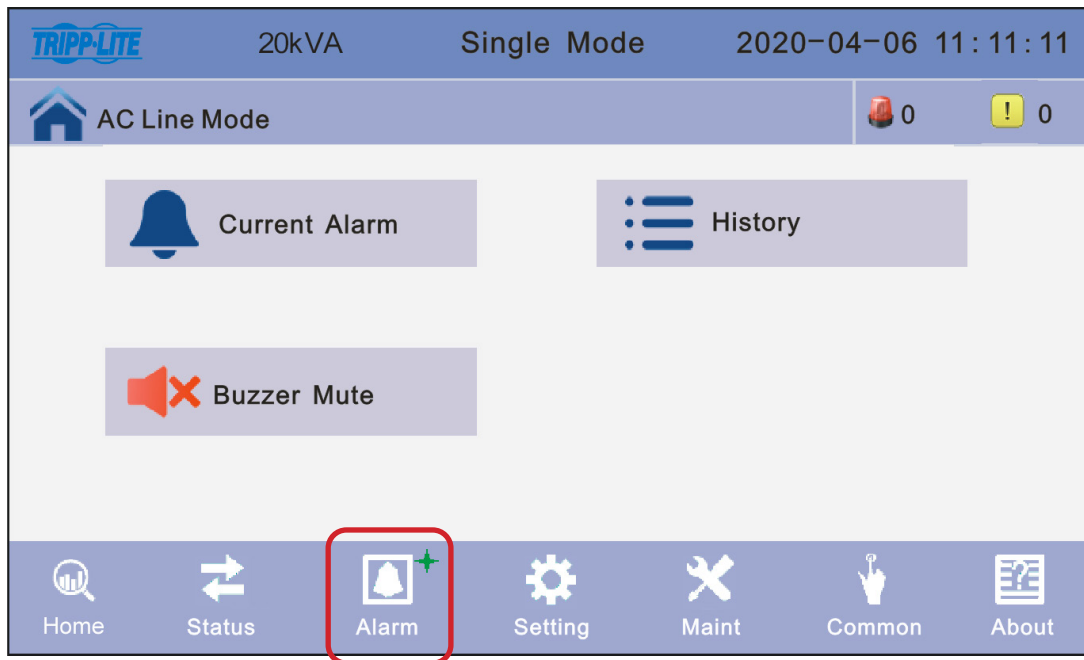 TRIPP·LITE 20kVA Single Mode 2020-04-06 11:11:11
AC Line Mode 0 ! 0
Current Alarm History
Buzzer Mute
Home Status Alarm Setting Maint Common About